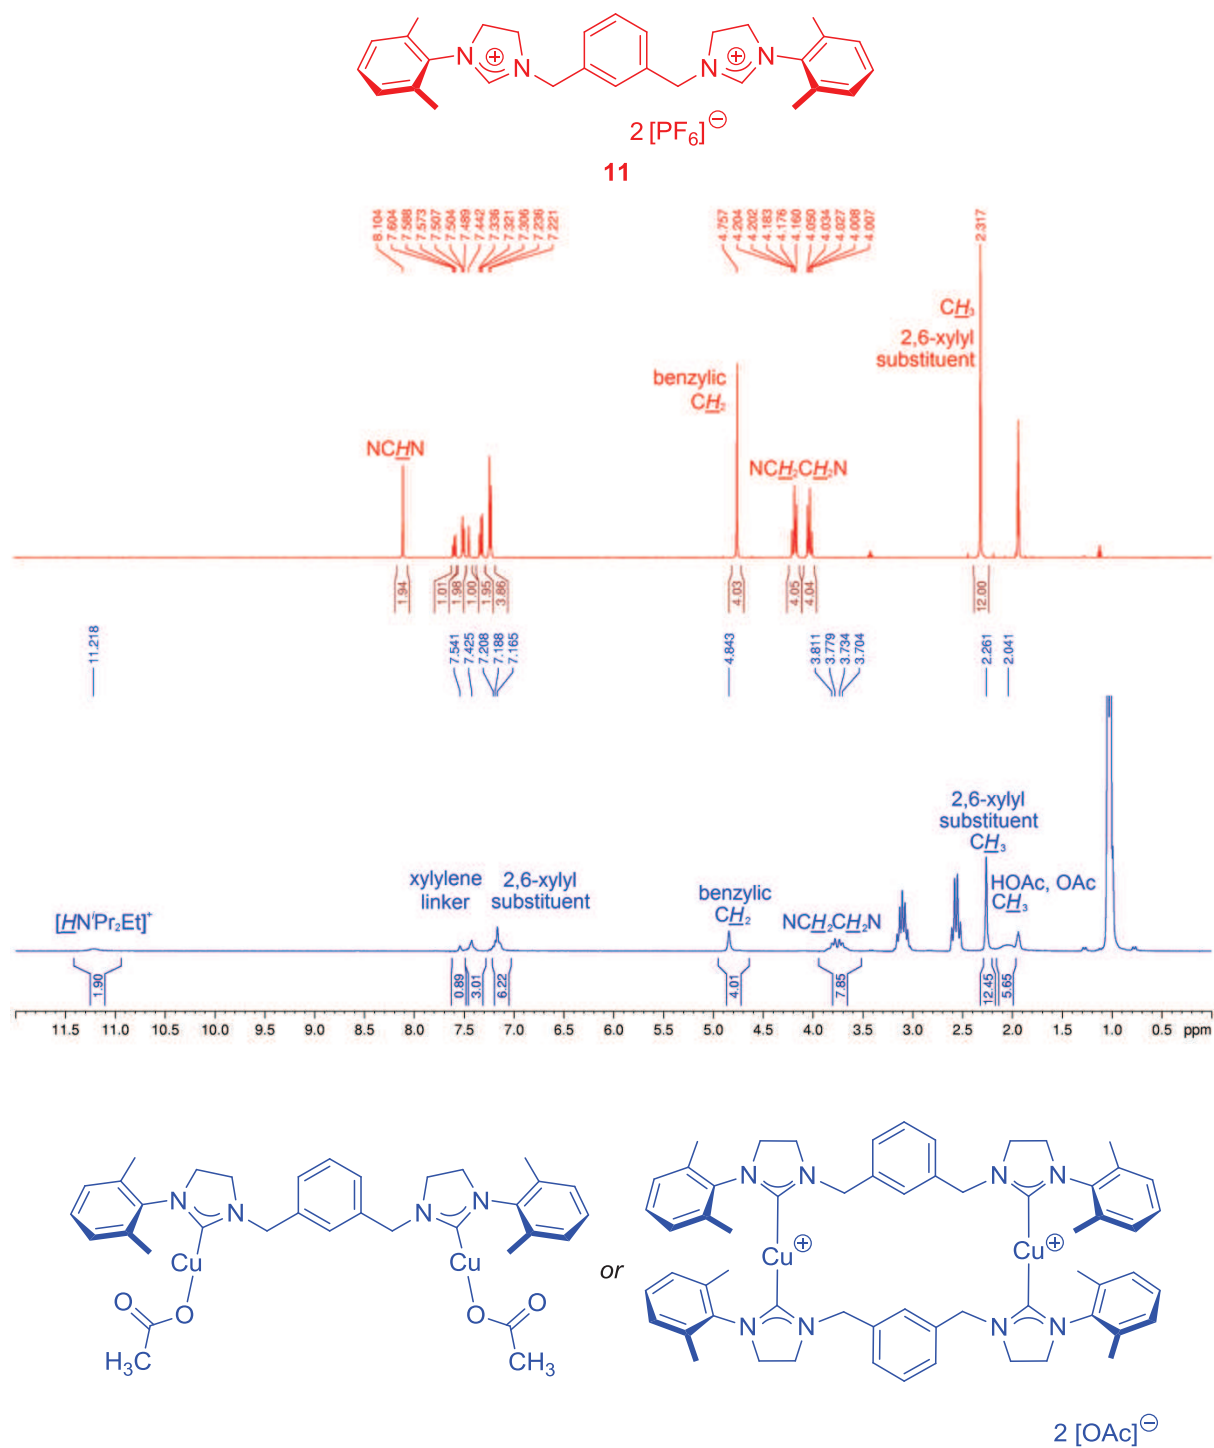 N
N
N
N
2 [PF6]⊖
11
8.104
7.604
7.588
7.573
7.507
7.504
7.489
7.442
7.336
7.321
7.306
7.236
7.221
4.757
4.204
4.202
4.183
4.176
4.160
4.050
4.034
4.027
4.008
4.007
2.317
CH3
2,6-xylyl
substituent
benzylic
CH2
NCHN
NCH2CH2N
1.94
1.01
1.98
1.00
1.95
3.86
4.03
4.05
4.04
12.00
11.218
7.541
7.425
7.208
7.188
7.165
4.843
3.811
3.779
3.734
3.704
2.261
2.041
2,6-xylyl
substituent
CH3
xylylene
linker
2,6-xylyl
substituent
benzylic
CH2
HOAc, OAc
CH3
[HNiPr2Et]+
NCH2CH2N
1.90
0.89
3.01
6.22
4.01
7.85
12.45
5.65
11.5 11.0 10.5 10.0 9.5 9.0 8.5 8.0 7.5 7.0 6.5 6.0 5.5 5.0 4.5 4.0 3.5 3.0 2.5 2.0 1.5 1.0 0.5 ppm
N N N N
Cu Cu
O O O O
H3C CH3
or
N N N N
Cu⊕ Cu⊕
N N N N
2 [OAc]⊖